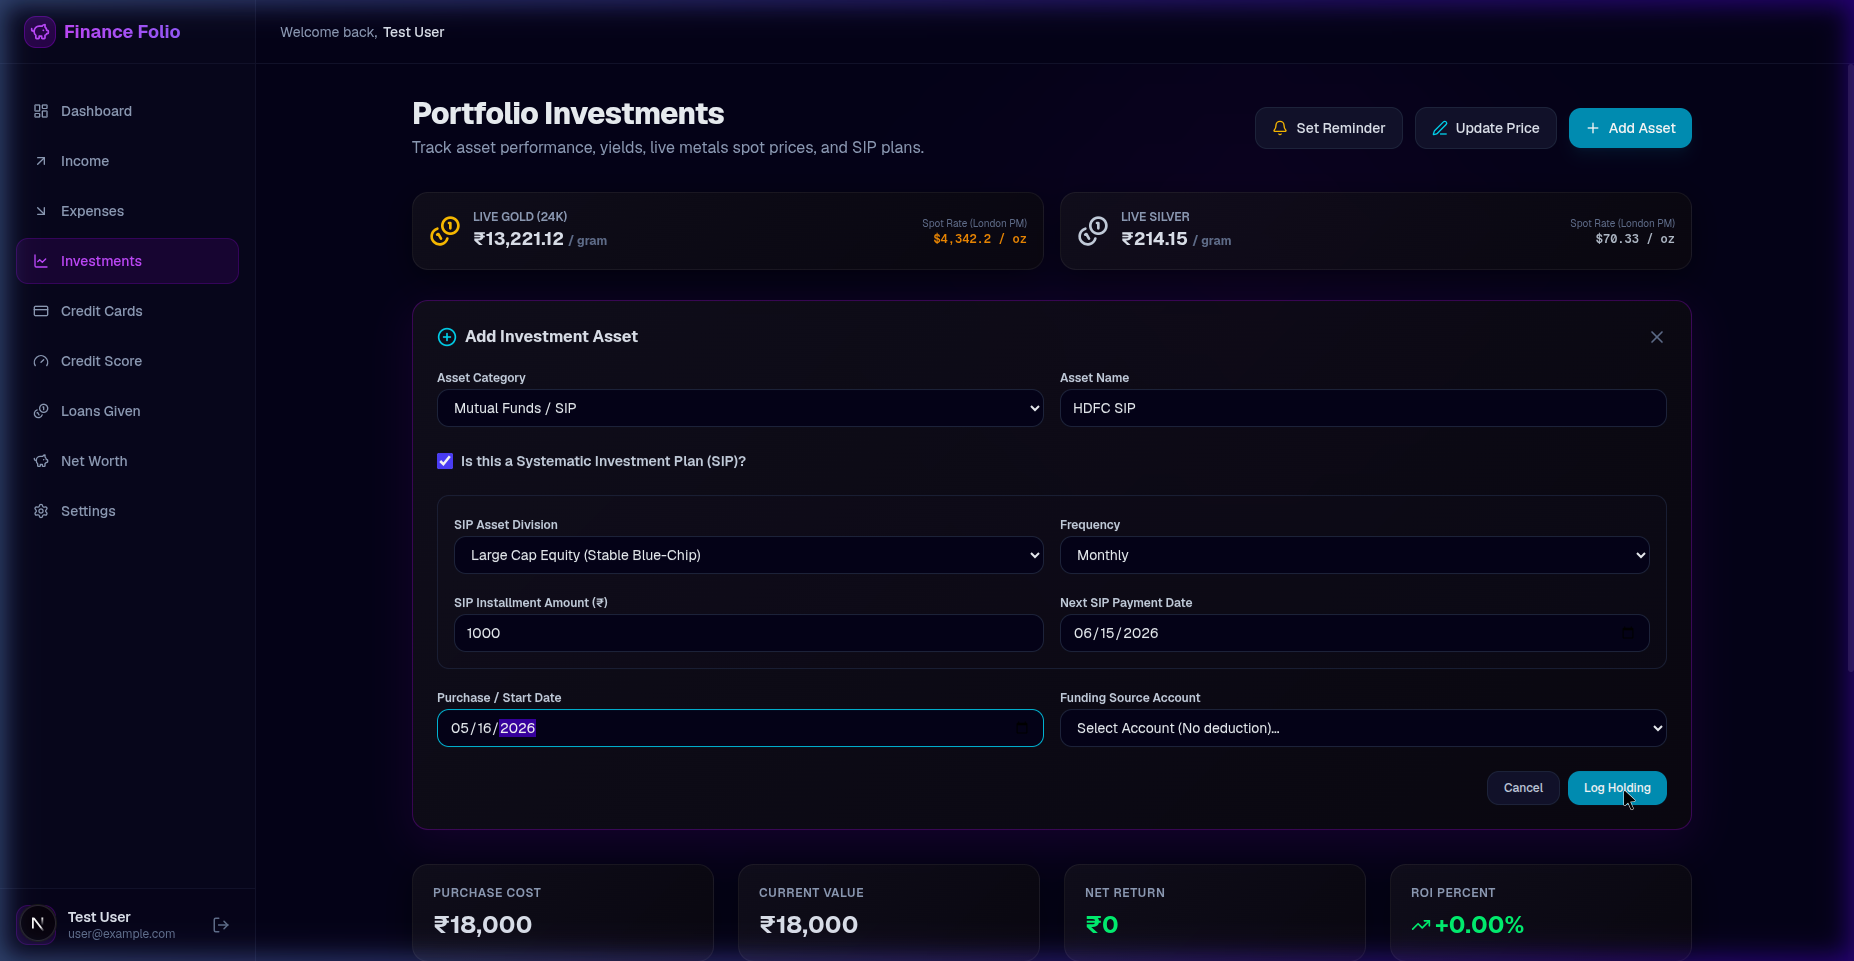 Finance Folio
Welcome back, Test User
Dashboard
Income
Expenses
Investments
Credit Cards
Credit Score
Loans Given
Net Worth
Settings
N
Test User
user@example.com
Portfolio Investments
Track asset performance, yields, live metals spot prices, and SIP plans.
Set Reminder
Update Price
Add Asset
LIVE GOLD (24K)
₹13,221.12 / gram
Spot Rate (London PM)
$4,342.2 / oz
LIVE SILVER
₹214.15 / gram
Spot Rate (London PM)
$70.33 / oz
Add Investment Asset
Asset Category
Mutual Funds / SIP
Asset Name
HDFC SIP
Is this a Systematic Investment Plan (SIP)?
SIP Asset Division
Large Cap Equity (Stable Blue-Chip)
Frequency
Monthly
SIP Installment Amount (₹)
1000
Next SIP Payment Date
06/15/2026
Purchase / Start Date
05/16/2026
Funding Source Account
Select Account (No deduction)...
Cancel
Log Holding
PURCHASE COST
₹18,000
CURRENT VALUE
₹18,000
NET RETURN
₹0
ROI PERCENT
+0.00%